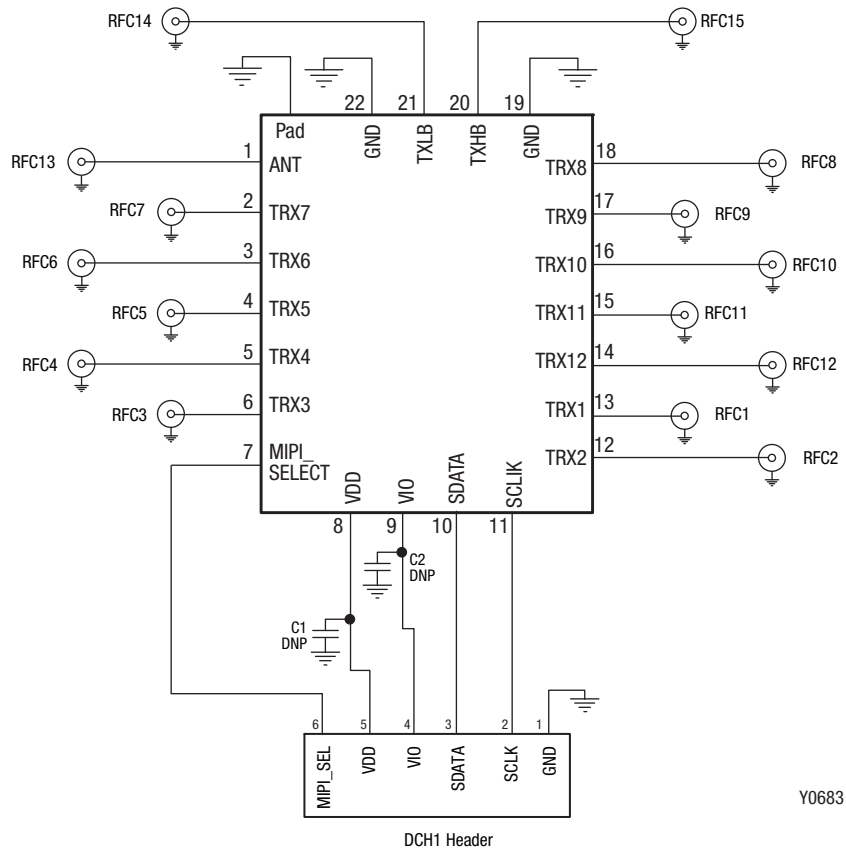 RFC14
RFC15
22
21
20
19
Pad
GND
TXLB
TXHB
GND
RFC13
1
ANT
TRX8
18
RFC8
RFC7
2
TRX7
TRX9
17
RFC9
RFC6
3
TRX6
TRX10
16
RFC10
RFC5
4
TRX5
TRX11
15
RFC11
RFC4
5
TRX4
TRX12
14
RFC12
RFC3
6
TRX3
TRX1
13
RFC1
7
MIPI_
SELECT
TRX2
12
RFC2
VDD
VIO
SDATA
SCLIK
8
9
10
11
C2
DNP
C1
DNP
6
5
4
3
2
1
MIPI_SEL
VDD
VIO
SDATA
SCLK
GND
Y0683
DCH1 Header